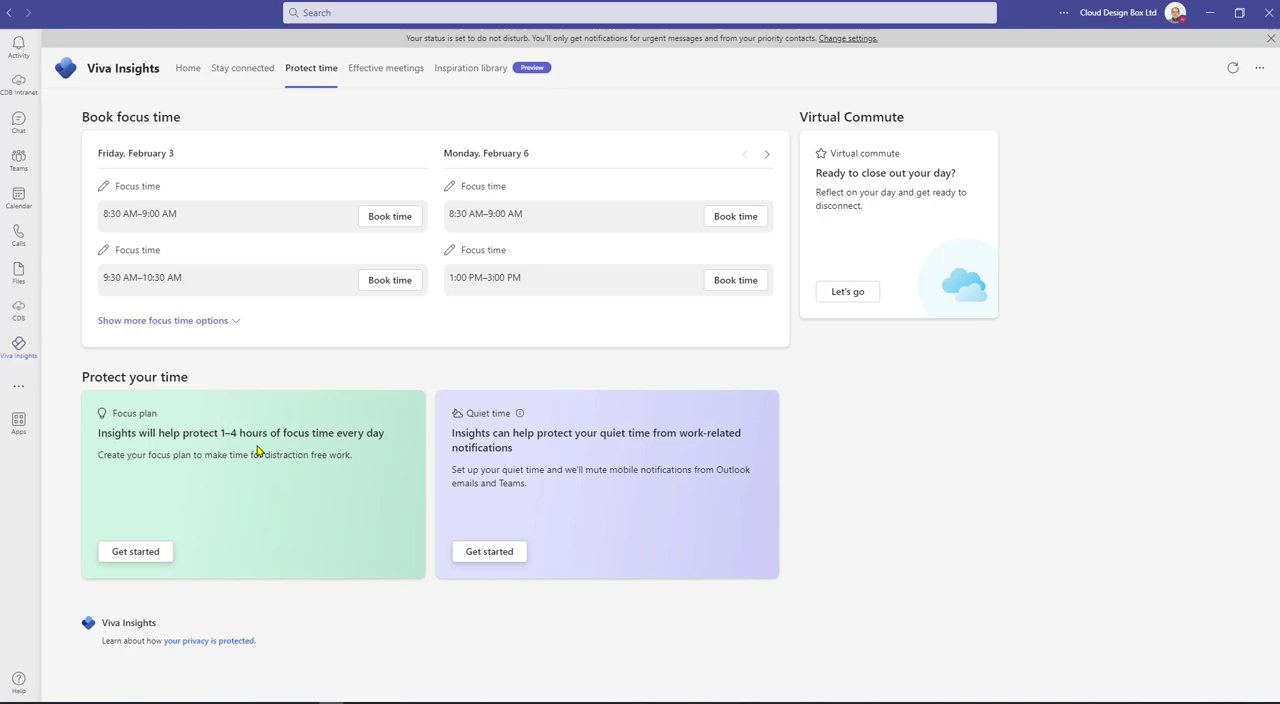 Search
Cloud Design Box Ltd
Your status is set to do not disturb. You'll only get notifications for urgent messages and from your priority contacts. Change settings.
Activity
CDB Intranet
Chat
Teams
Calendar
Calls
Files
CDB
Viva Insights
Apps
Help
Viva Insights
Home
Stay connected
Protect time
Effective meetings
Inspiration library
Preview
Book focus time
Friday, February 3
Focus time
8:30 AM–9:00 AM
Book time
Focus time
9:30 AM–10:30 AM
Book time
Monday, February 6
Focus time
8:30 AM–9:00 AM
Book time
Focus time
1:00 PM–3:00 PM
Book time
Show more focus time options
Virtual Commute
Virtual commute
Ready to close out your day?
Reflect on your day and get ready to
disconnect.
Let's go
Protect your time
Focus plan
Insights will help protect 1–4 hours of focus time every day
Create your focus plan to make time for distraction free work.
Get started
Quiet time
Insights can help protect your quiet time from work-related
notifications
Set up your quiet time and we'll mute mobile notifications from Outlook
emails and Teams.
Get started
Viva Insights
Learn about how your privacy is protected.